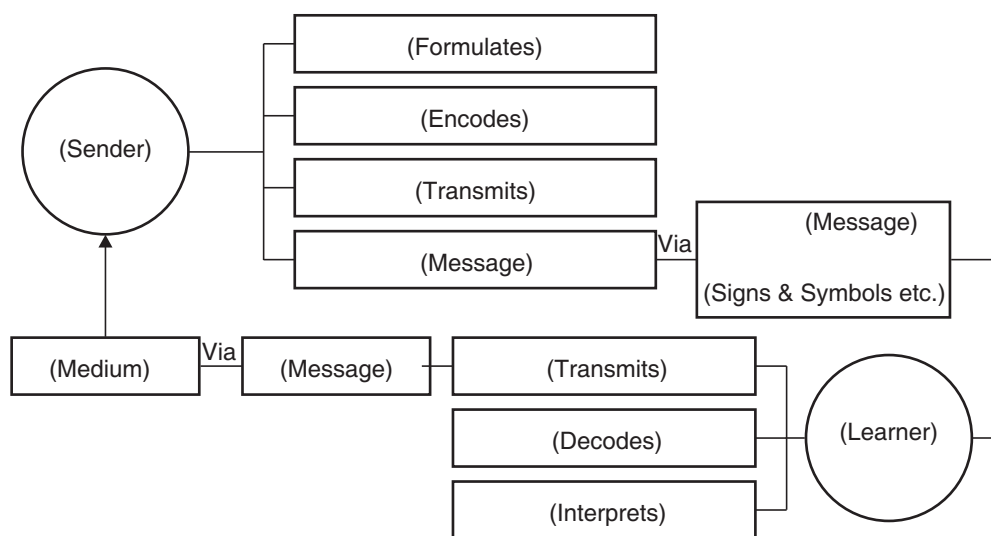 (Formulates)
(Encodes)
(Sender)
(Transmits)
(Message)
Via
(Message)
(Signs & Symbols etc.)
(Medium)
Via
(Message)
(Transmits)
(Decodes)
(Learner)
(Interprets)